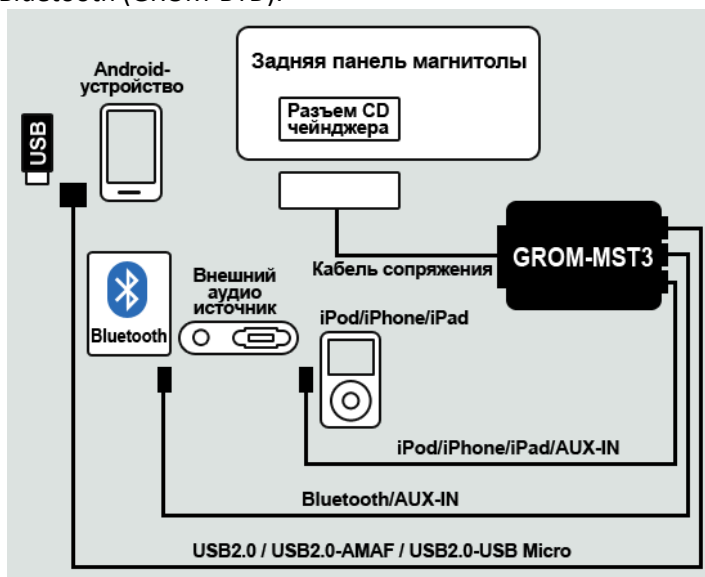 Bluetooth (GROM-BTD).
Android-
устройство
USB
Задняя панель магнитолы
Разъем CD
чейнджера
GROM-MST3
Кабель сопряжения
Bluetooth
Внешний
аудио
источник
iPod/iPhone/iPad
iPod/iPhone/iPad/AUX-IN
Bluetooth/AUX-IN
USB2.0 / USB2.0-AMAF / USB2.0-USB Micro